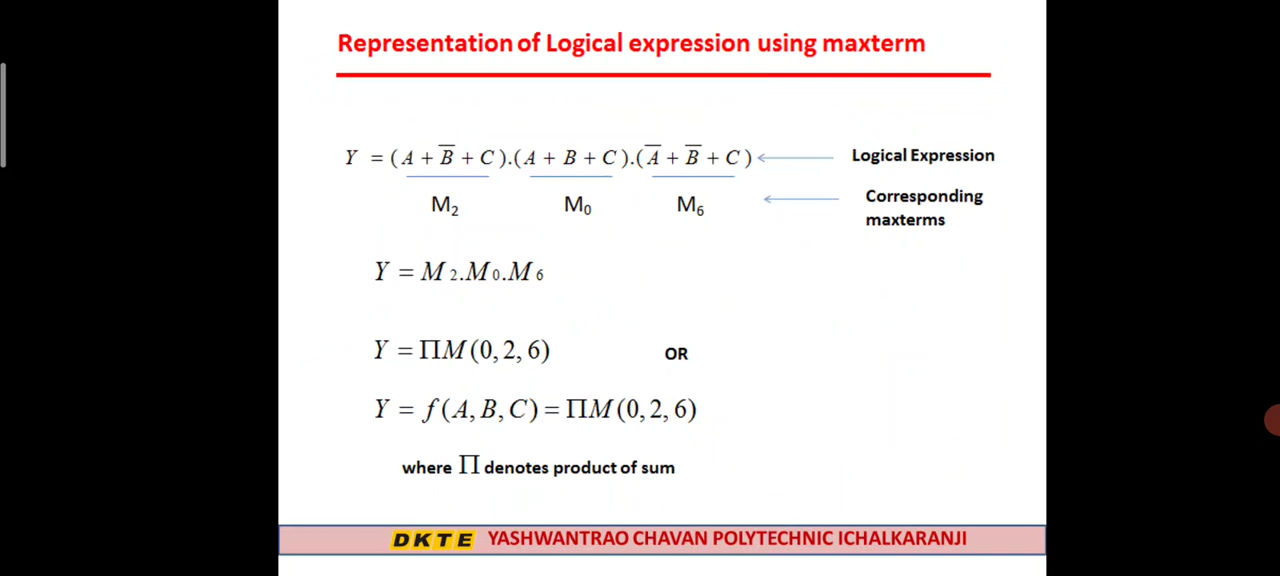 Representation of Logical expression using maxterm
Y = (A + B̅ + C).(A + B + C).(A̅ + B̅ + C)
Logical Expression
M₂ M₀ M₆
Corresponding
maxterms
Y = M₂.M₀.M₆
Y = ΠM(0, 2, 6) OR
Y = f(A, B, C) = ΠM(0, 2, 6)
where Π denotes product of sum
DKTE YASHWANTRAO CHAVAN POLYTECHNIC ICHALKARANJI